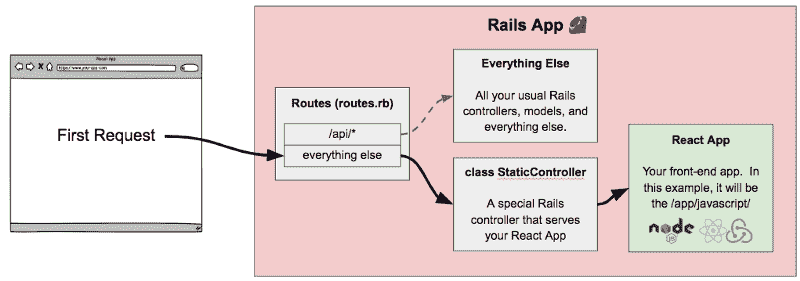 Rails App
React App
https://www.yourapp.com
First Request
Routes (routes.rb)
/api/*
everything else
Everything Else
All your usual Rails
controllers, models, and
everything else.
class StaticController
A special Rails
controller that serves
your React App
React App
Your front-end app. In
this example, it will be
the /app/javascript/
node
JS